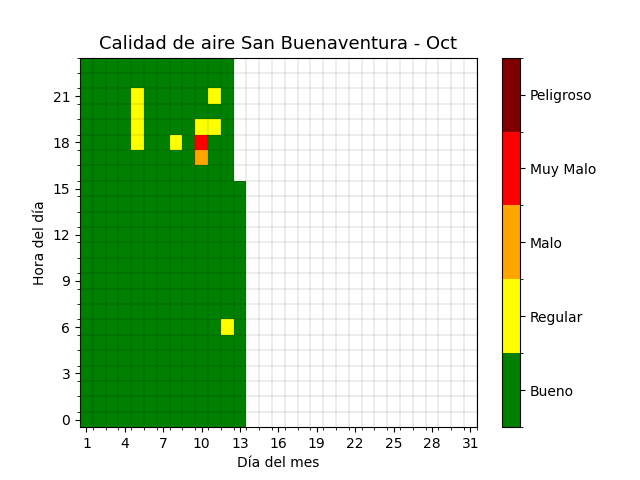 Calidad de aire San Buenaventura - Oct
Hora del día
21
18
15
12
9
6
3
0
1 4 7 10 13 16 19 22 25 28 31
Día del mes
Peligroso
Muy Malo
Malo
Regular
Bueno